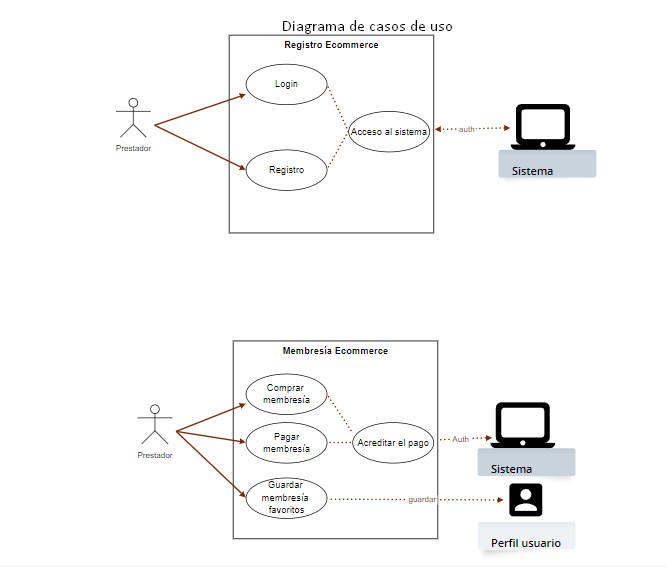 Diagrama de casos de uso
Registro Ecommerce
Login
Acceso al sistema
auth
Prestador
Registro
Sistema
Membresía Ecommerce
Comprar
membresía
Pagar
membresía
Acreditar el pago
Auth
Prestador
Sistema
Guardar
membresía
favoritos
guardar
Perfil usuario